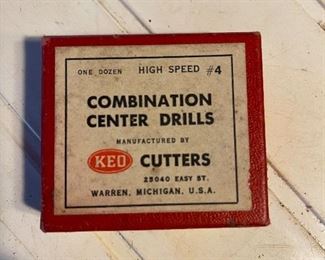 ONE DOZEN HIGH SPEED #4
COMBINATION
CENTER DRILLS
MANUFACTURED BY
KEO CUTTERS
25040 EASY ST.
WARREN, MICHIGAN, U.S.A.